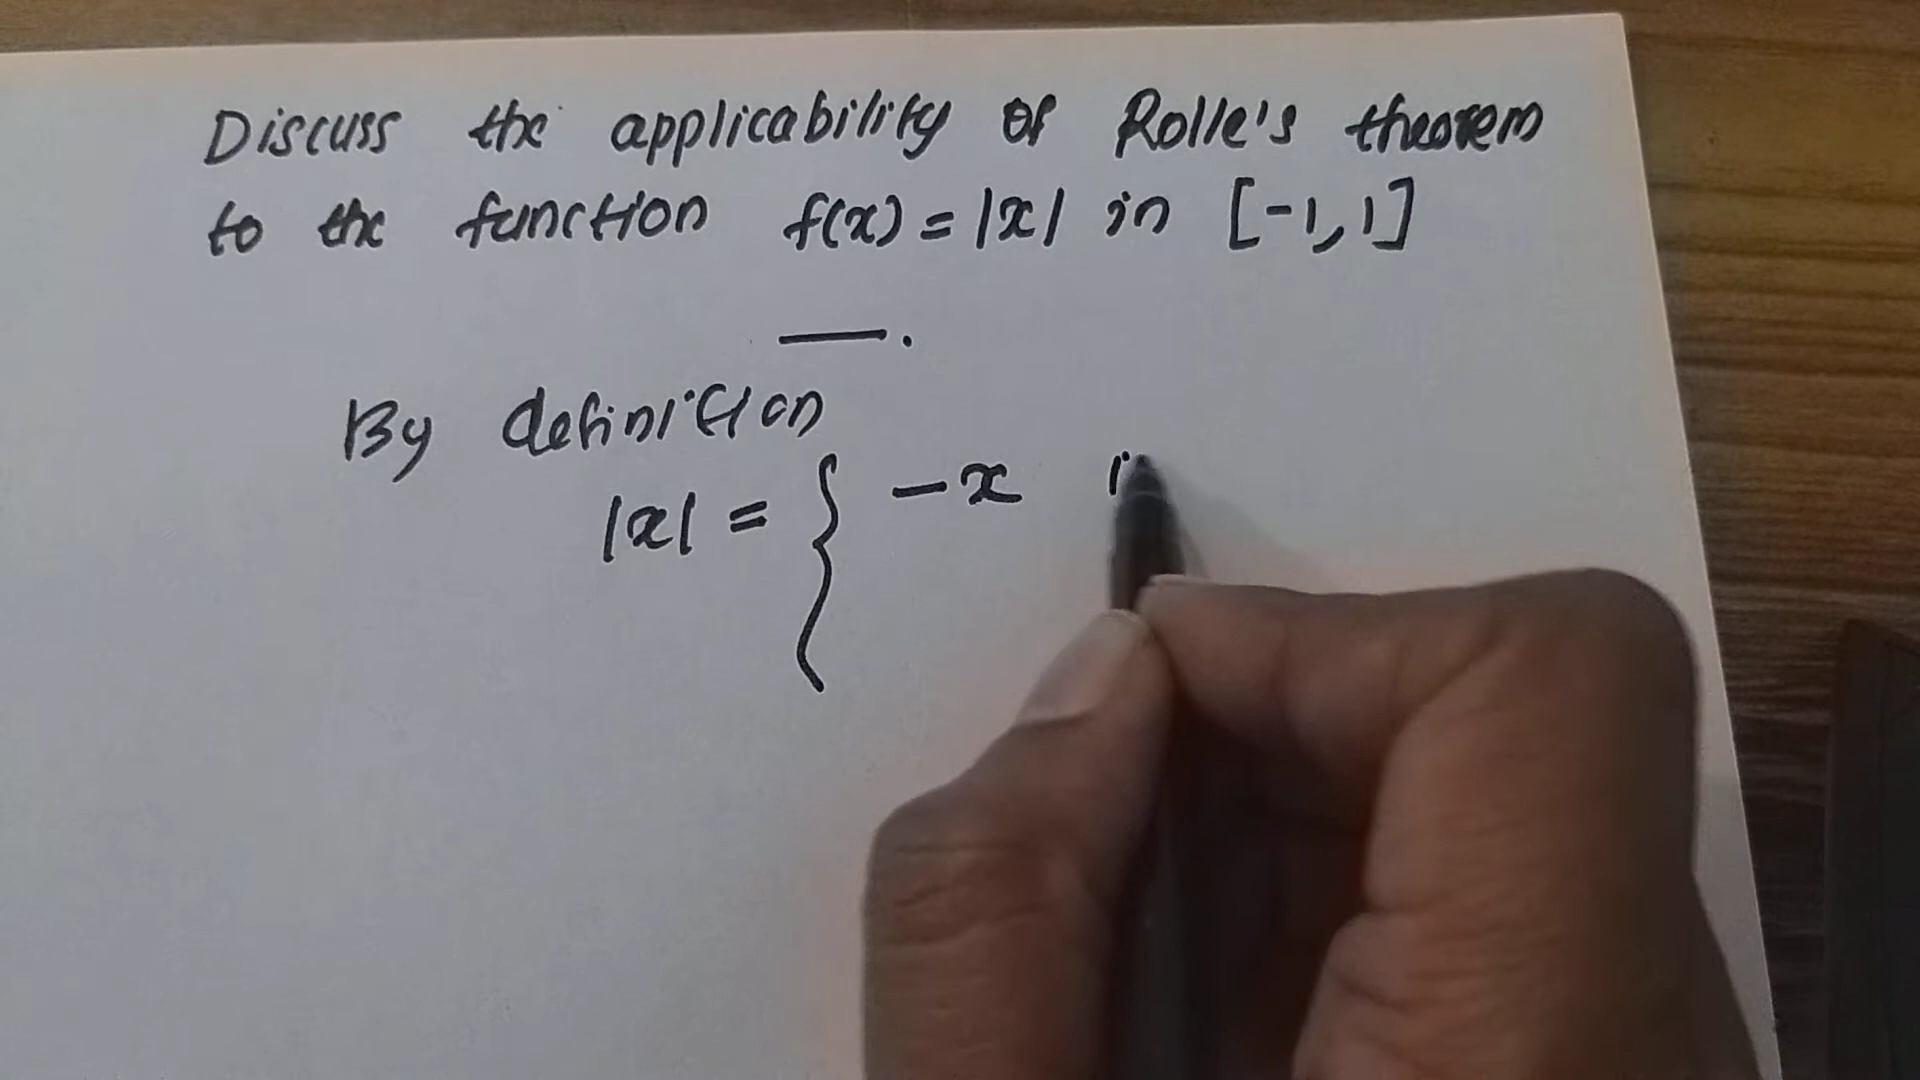 Discuss the applicability of Rolle's theorem
to the function f(x) = |x| in [-1, 1]
By definition
|x| = { -x